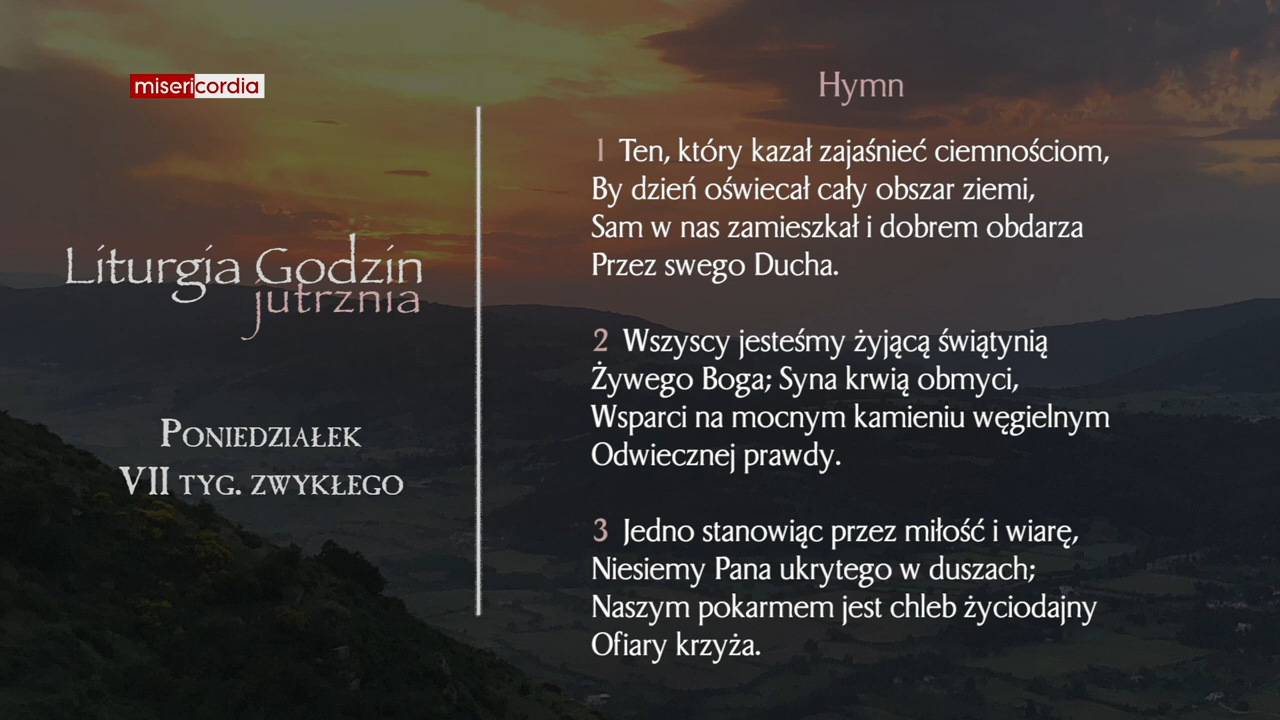 misericordia
Liturgia Godzin
jutrznia
Poniedziałek
VII tyg. zwykłego
Hymn
1 Ten, który kazał zajaśnieć ciemnościom,
By dzień oświecał cały obszar ziemi,
Sam w nas zamieszkał i dobrem obdarza
Przez swego Ducha.
2 Wszyscy jesteśmy żyjącą świątynią
Żywego Boga; Syna krwią obmyci,
Wsparci na mocnym kamieniu węgielnym
Odwiecznej prawdy.
3 Jedno stanowiąc przez miłość i wiarę,
Niesiemy Pana ukrytego w duszach;
Naszym pokarmem jest chleb życiodajny
Ofiary krzyża.